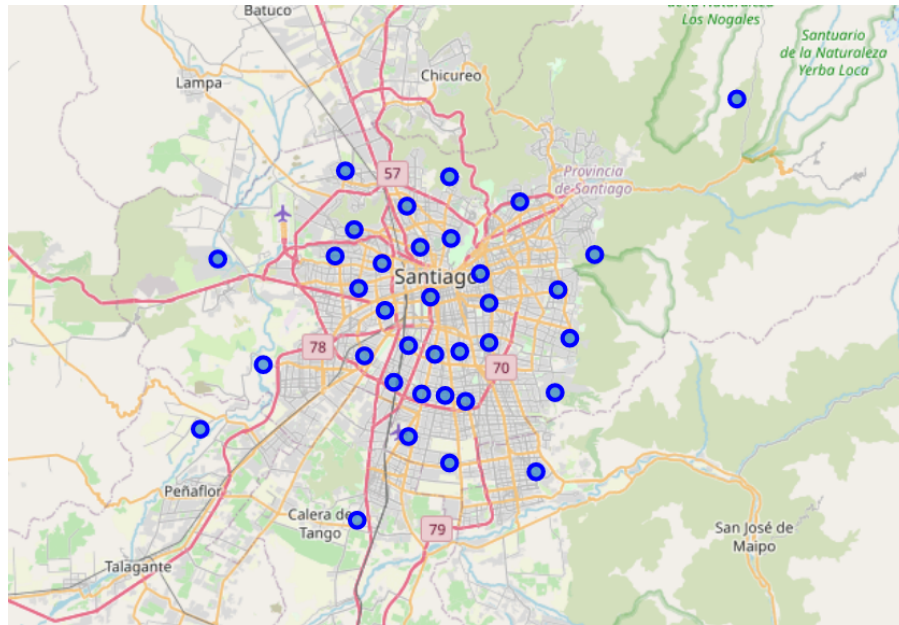 Batuco
de la Naturaleza
Los Nogales
Santuario
de la Naturaleza
Yerba Loca
Chicureo
Lampa
57
Provincia
de Santiago
Santiago
78
70
Peñaflor
Calera de
Tango
79
San José de
Maipo
Talagante